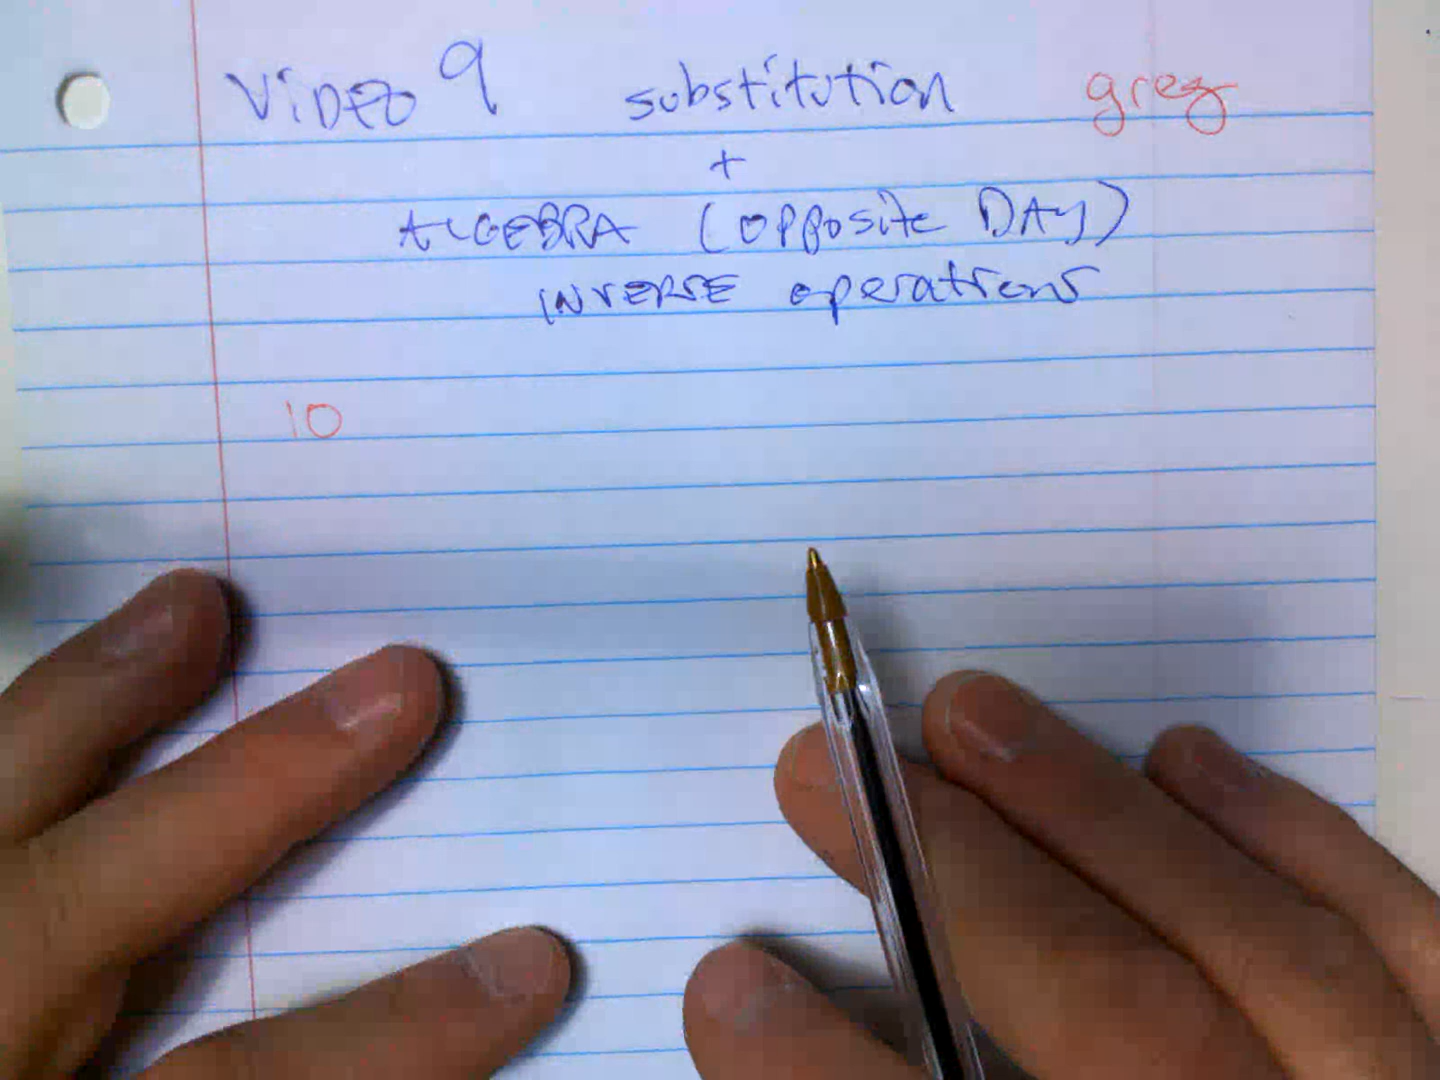 VIDEO 9 substitution greg
+
ALGEBRA (opposite DAY)
INVERSE operations
10